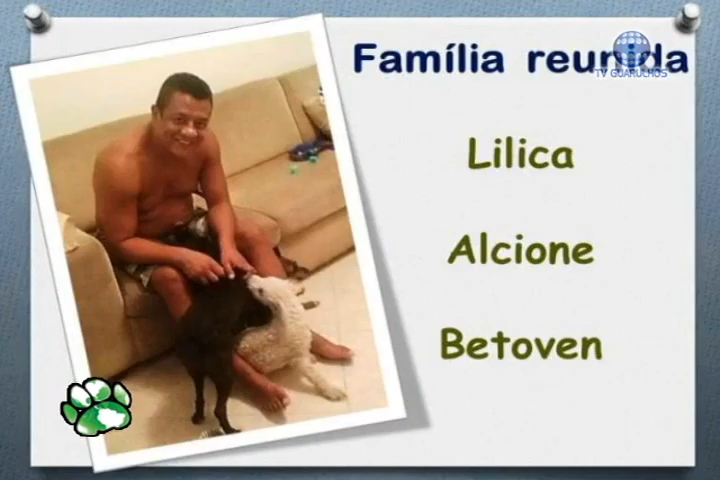 Família reunida
TV GUARULHOS
Lilica
Alcione
Betoven